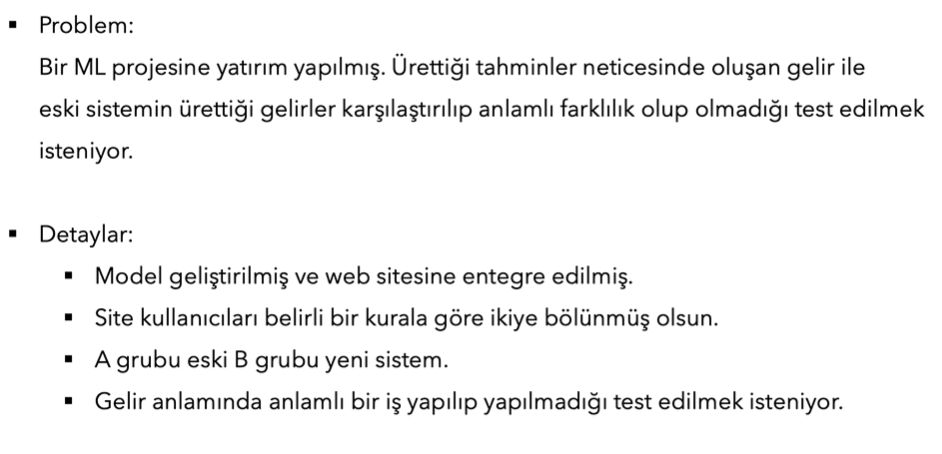 ▪ Problem:
Bir ML projesine yatırım yapılmış. Ürettiği tahminler neticesinde oluşan gelir ile
eski sistemin ürettiği gelirler karşılaştırılıp anlamlı farklılık olup olmadığı test edilmek
isteniyor.
▪ Detaylar:
▪ Model geliştirilmiş ve web sitesine entegre edilmiş.
▪ Site kullanıcıları belirli bir kurala göre ikiye bölünmüş olsun.
▪ A grubu eski B grubu yeni sistem.
▪ Gelir anlamında anlamlı bir iş yapılıp yapılmadığı test edilmek isteniyor.